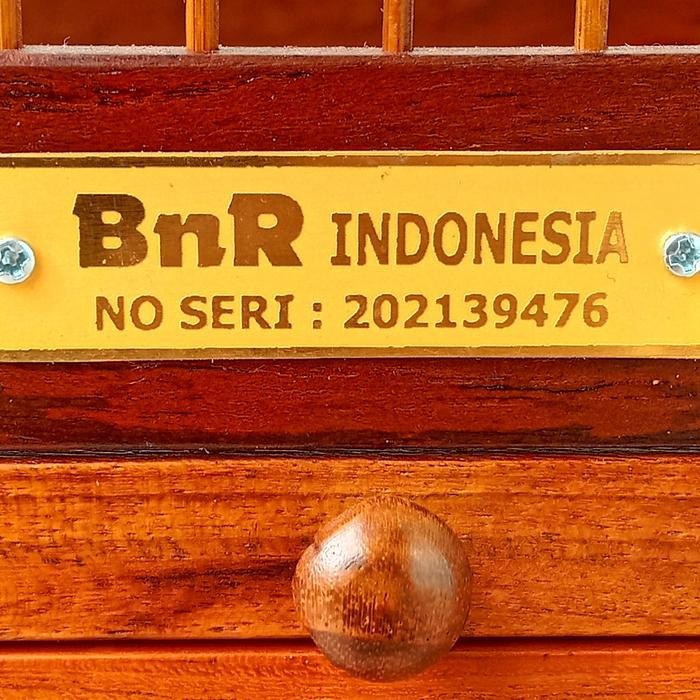 BnR INDONESIA
NO SERI : 202139476